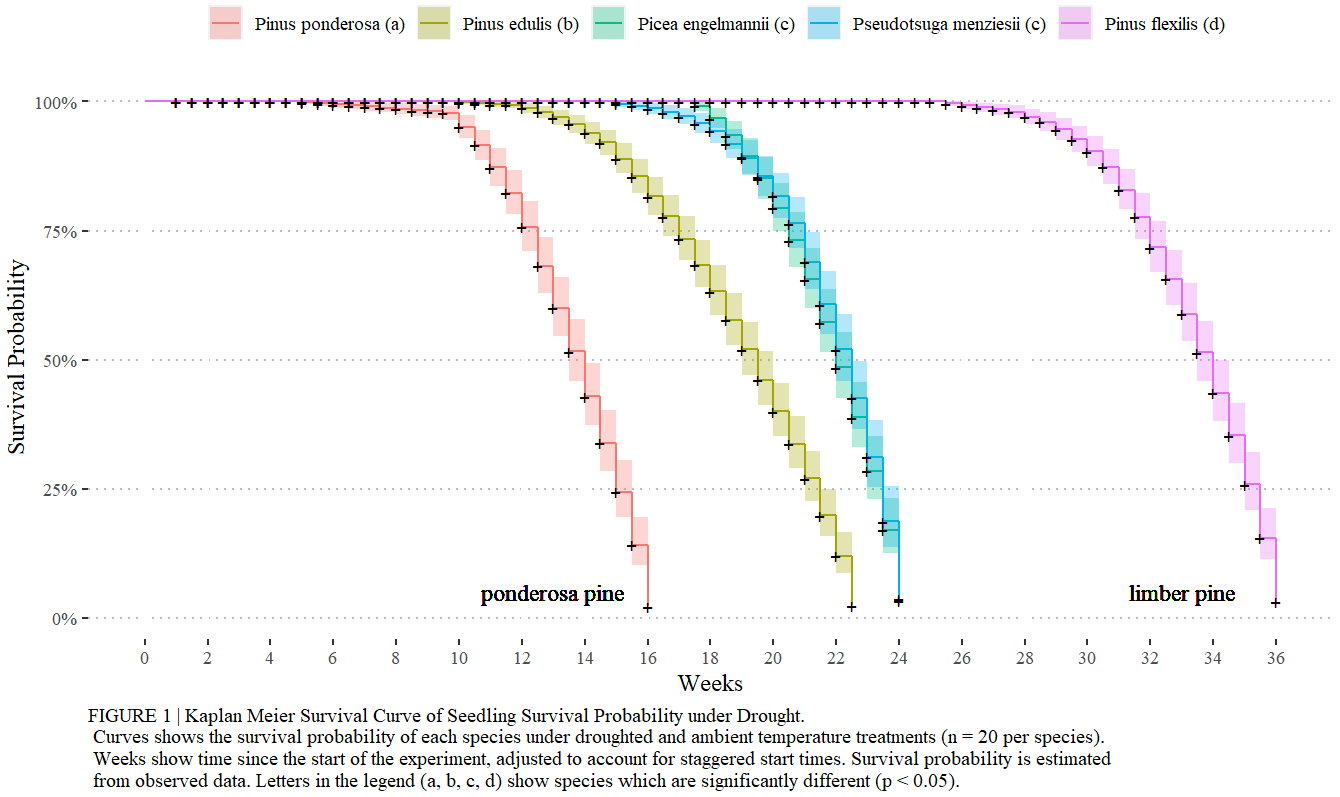 Pinus ponderosa (a) Pinus edulis (b) Picea engelmannii (c) Pseudotsuga menziesii (c) Pinus flexilis (d)
100%
75%
50%
25%
0%
Survival Probability
ponderosa pine
limber pine
0 2 4 6 8 10 12 14 16 18 20 22 24 26 28 30 32 34 36
Weeks
FIGURE 1 | Kaplan Meier Survival Curve of Seedling Survival Probability under Drought.
Curves shows the survival probability of each species under droughted and ambient temperature treatments (n = 20 per species).
Weeks show time since the start of the experiment, adjusted to account for staggered start times. Survival probability is estimated
from observed data. Letters in the legend (a, b, c, d) show species which are significantly different (p < 0.05).